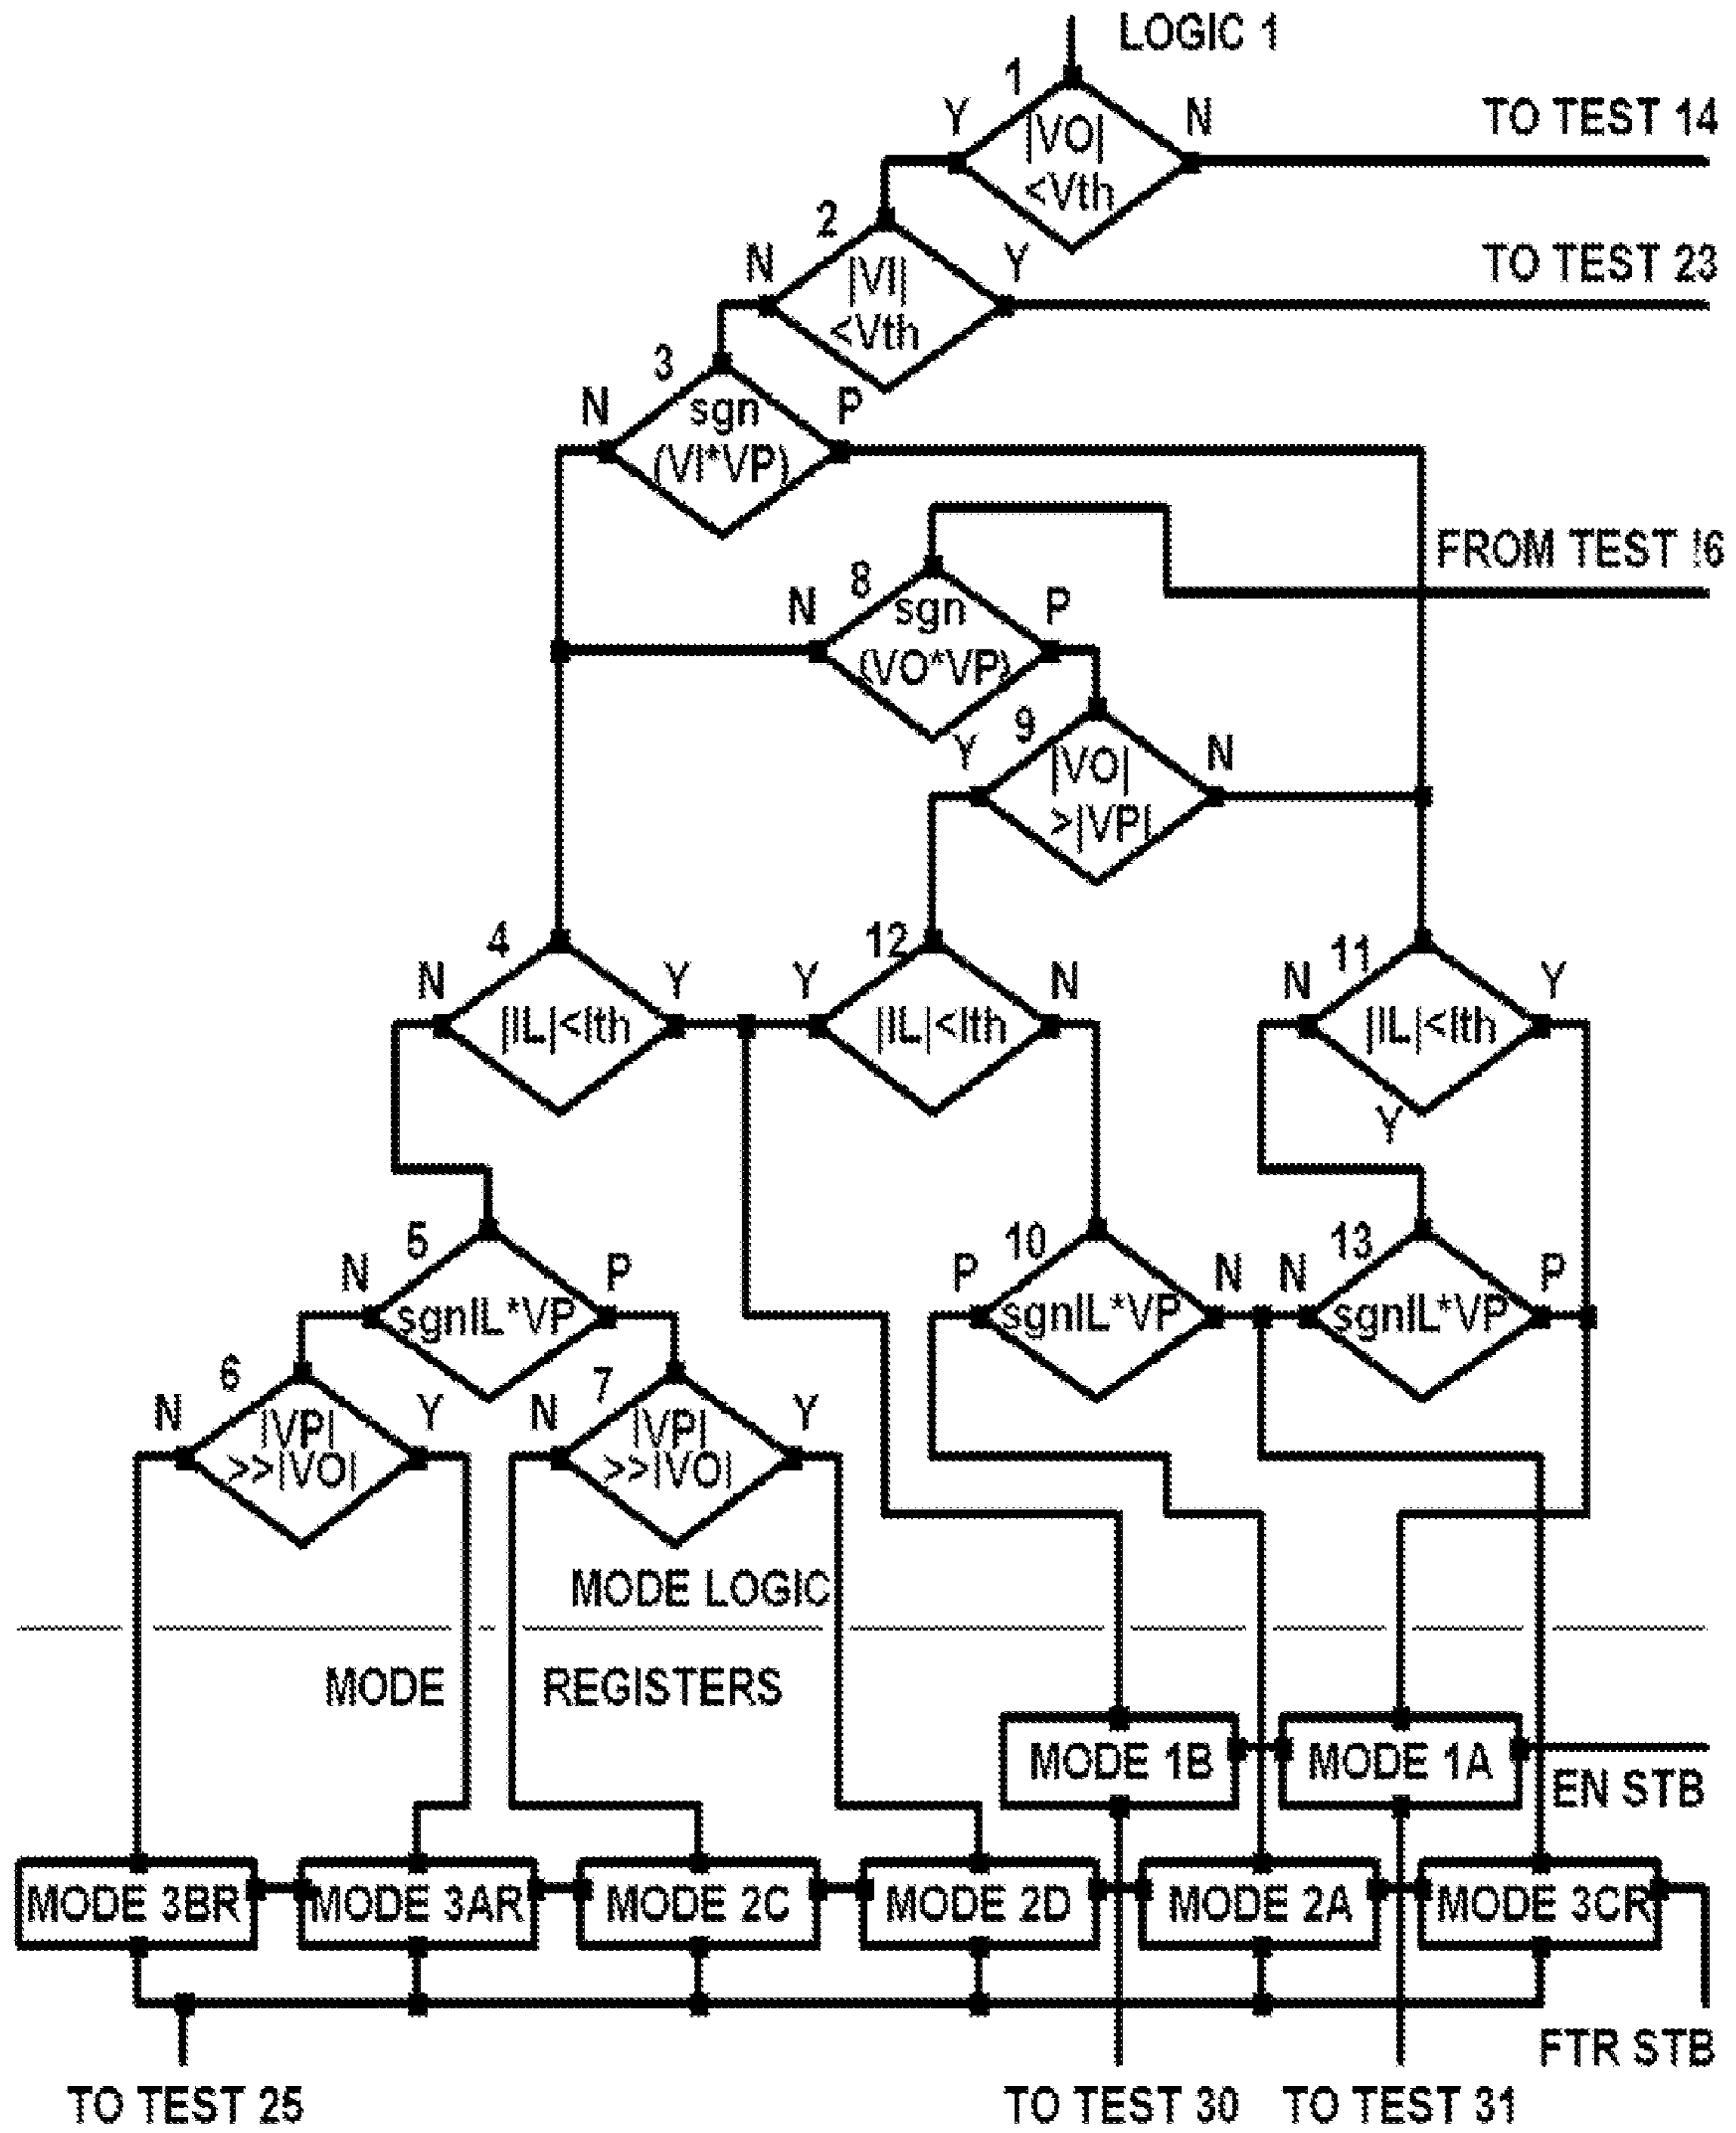 LOGIC 1
1
Y
N
TO TEST 14
|VO|
<Vth
2
N
Y
TO TEST 23
|VI|
<Vth
3
N
P
sgn
(VI*VP)
FROM TEST !6
8
N
P
sgn
(VO*VP)
9
Y
N
|VO|
>|VP|
4
12
11
N
Y
Y
N
N
Y
|IL|<Ith
|IL|<Ith
|IL|<Ith
Y
5
10
13
N
P
P
N
N
P
sgnIL*VP
sgnIL*VP
sgnIL*VP
6
7
N
Y
N
Y
|VP|
>>|VO|
|VP|
>>|VO|
MODE LOGIC
MODE REGISTERS
MODE 1B
MODE 1A
EN STB
MODE 3BR
MODE 3AR
MODE 2C
MODE 2D
MODE 2A
MODE 3CR
FTR STB
TO TEST 25
TO TEST 30
TO TEST 31